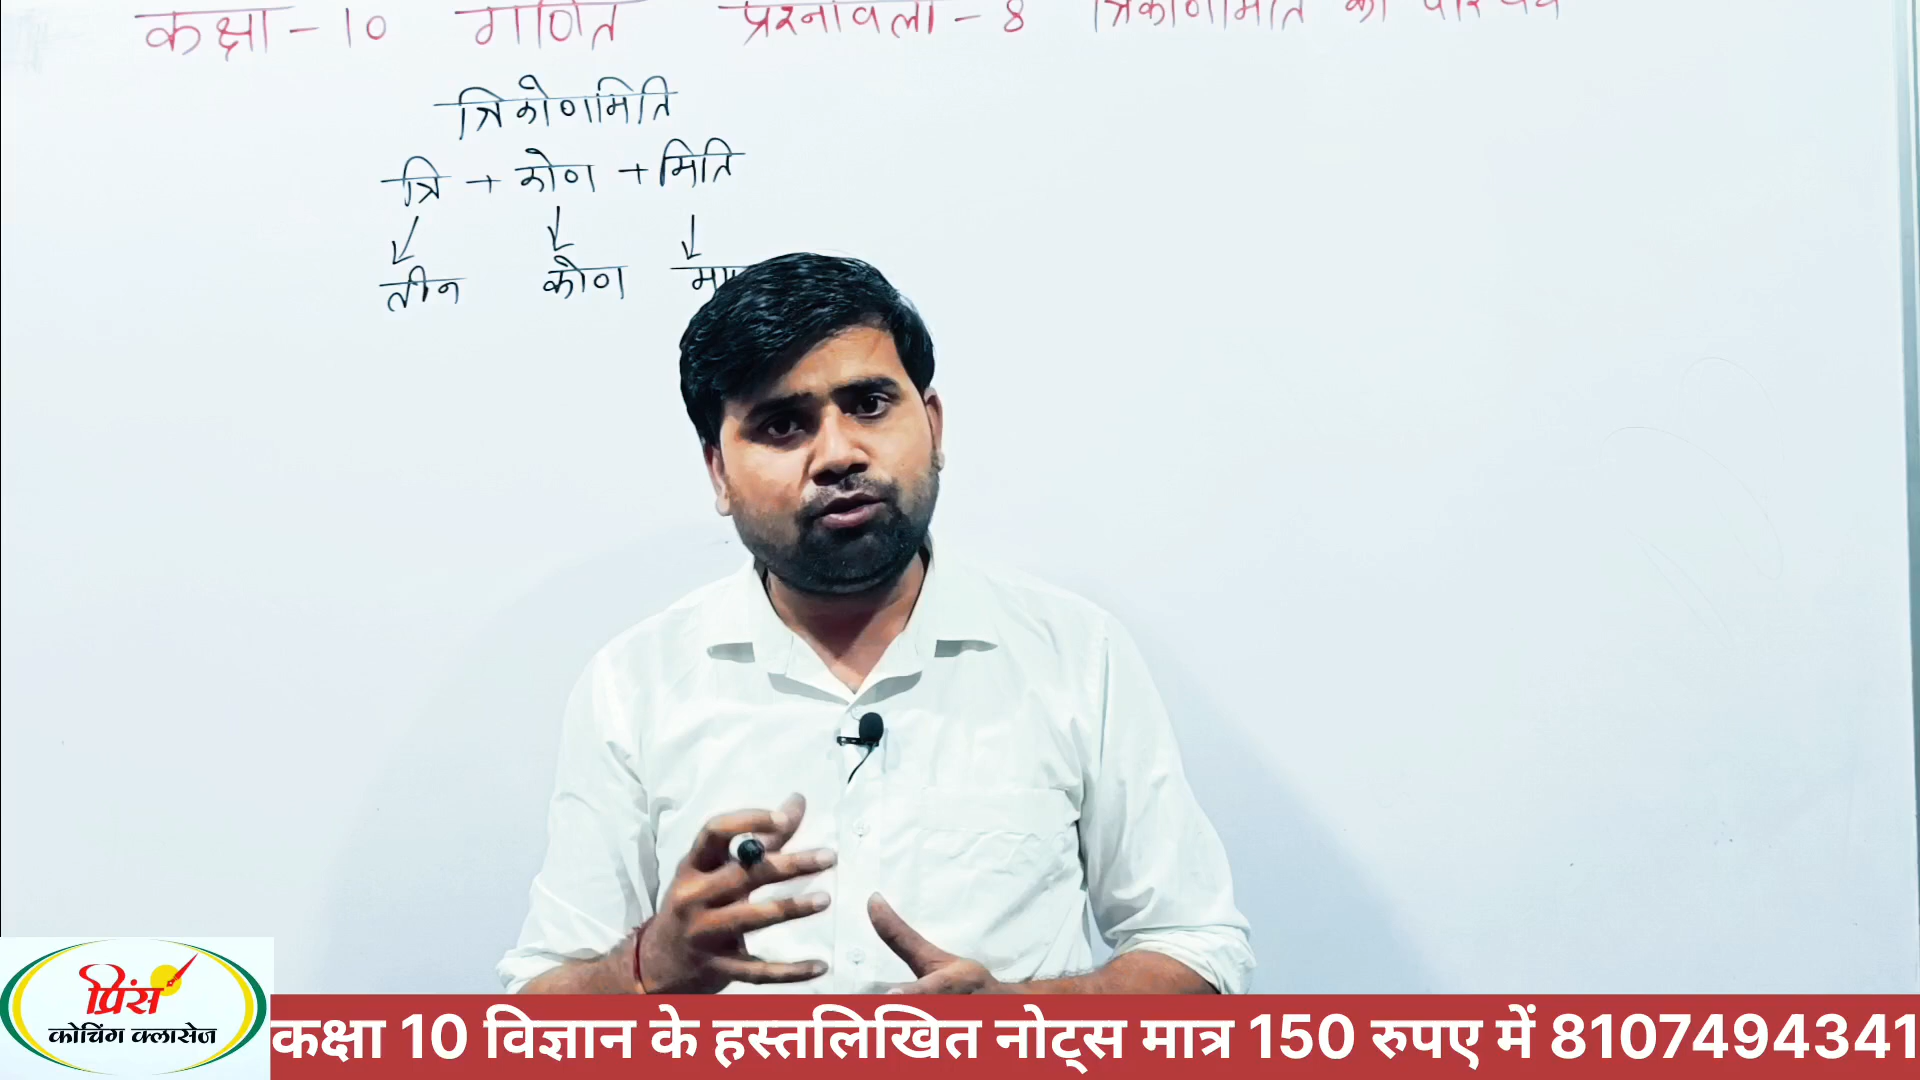 कक्षा - 10 गणित प्रश्नावली - 8 त्रिकोणमिति का परिचय
त्रिकोणमिति
त्रि + कोण + मिति
तीन कोण
प्रिंस
कोचिंग क्लासेज
कक्षा 10 विज्ञान के हस्तलिखित नोट्स मात्र 150 रुपए में 8107494341